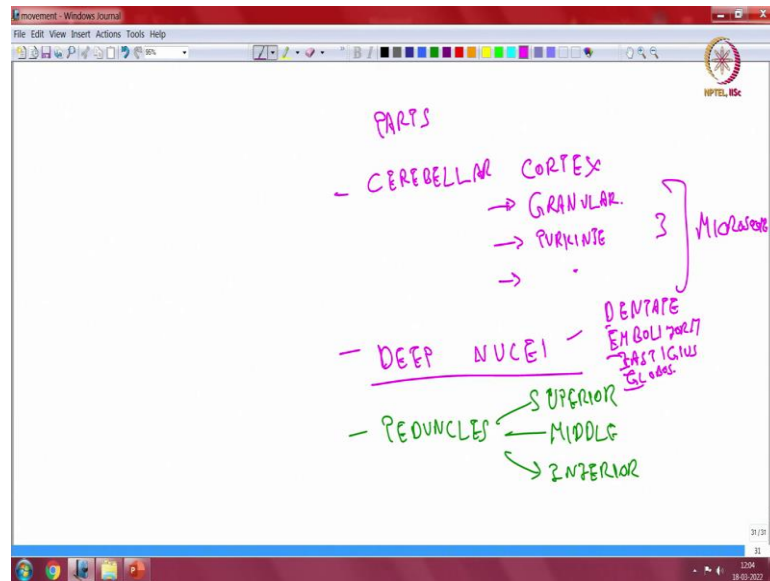 movement - Windows Journal
File Edit View Insert Actions Tools Help
95%
B I
NPTEL, IISc
PARTS
- CEREBELLAR CORTEX
→ GRANULAR.
→ PURKINJE 3
→
- DEEP NUCEI - DENTATE
EMBOLIFORM
FASTIGIUS
GLOBOS.
- PEDUNCLES SUPERIOR
MIDDLE
INFERIOR
31/31
31
12:04
18-03-2022